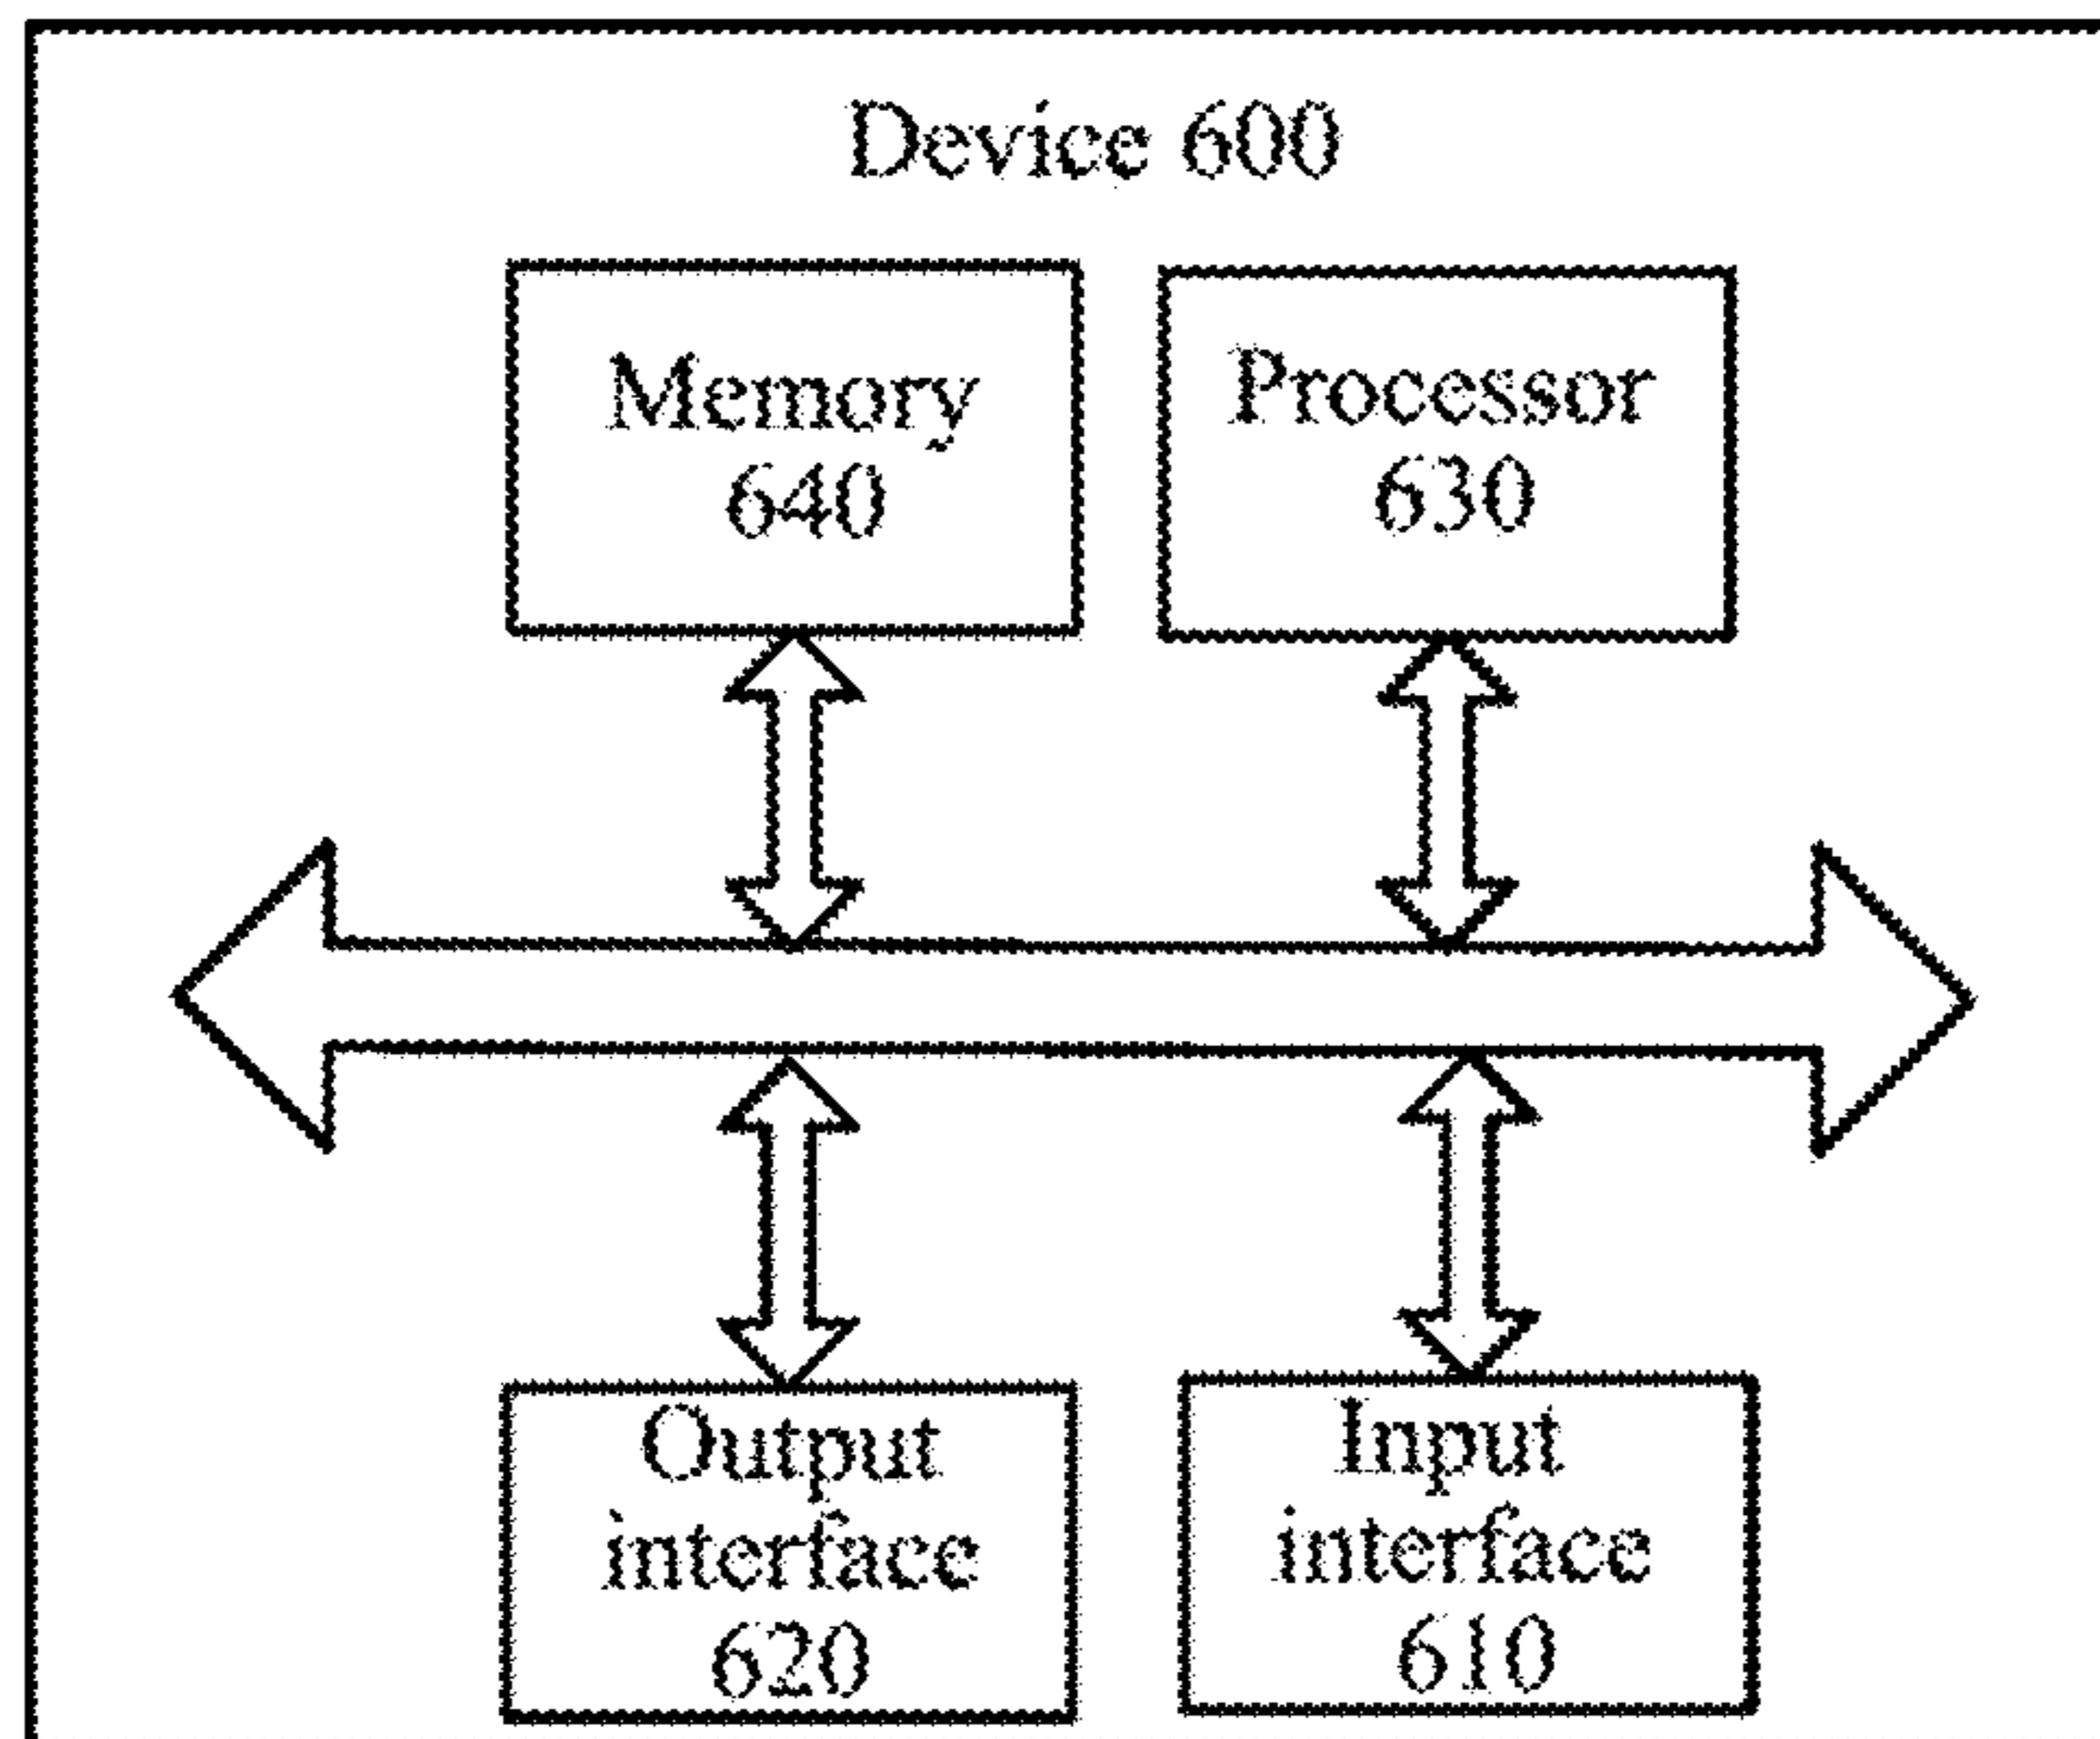 Device 600
Memory
640
Processor
630
Output
interface
620
Input
interface
610